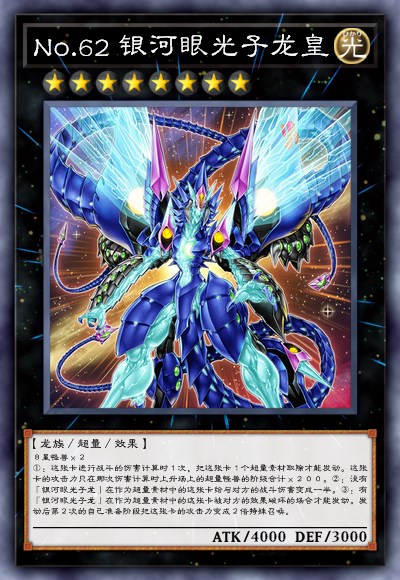 No.62 银河眼光子龙皇
光
【龙族／超量／效果】
８星怪兽×２
①：这张卡进行战斗的伤害计算时１次，把这张卡１个超量素材取除才能发动。这张
卡的攻击力只在那次伤害计算时上升场上的超量怪兽的阶级合计×２００。②：没有
「银河眼光子龙」在作为超量素材中的这张卡给与对方的战斗伤害变成一半。③：有
「银河眼光子龙」在作为超量素材中的这张卡被对方的效果破坏的场合才能发动。发
动后第２次的自己准备阶段把这张卡的攻击力变成２倍特殊召唤。
ATK/4000 DEF/3000